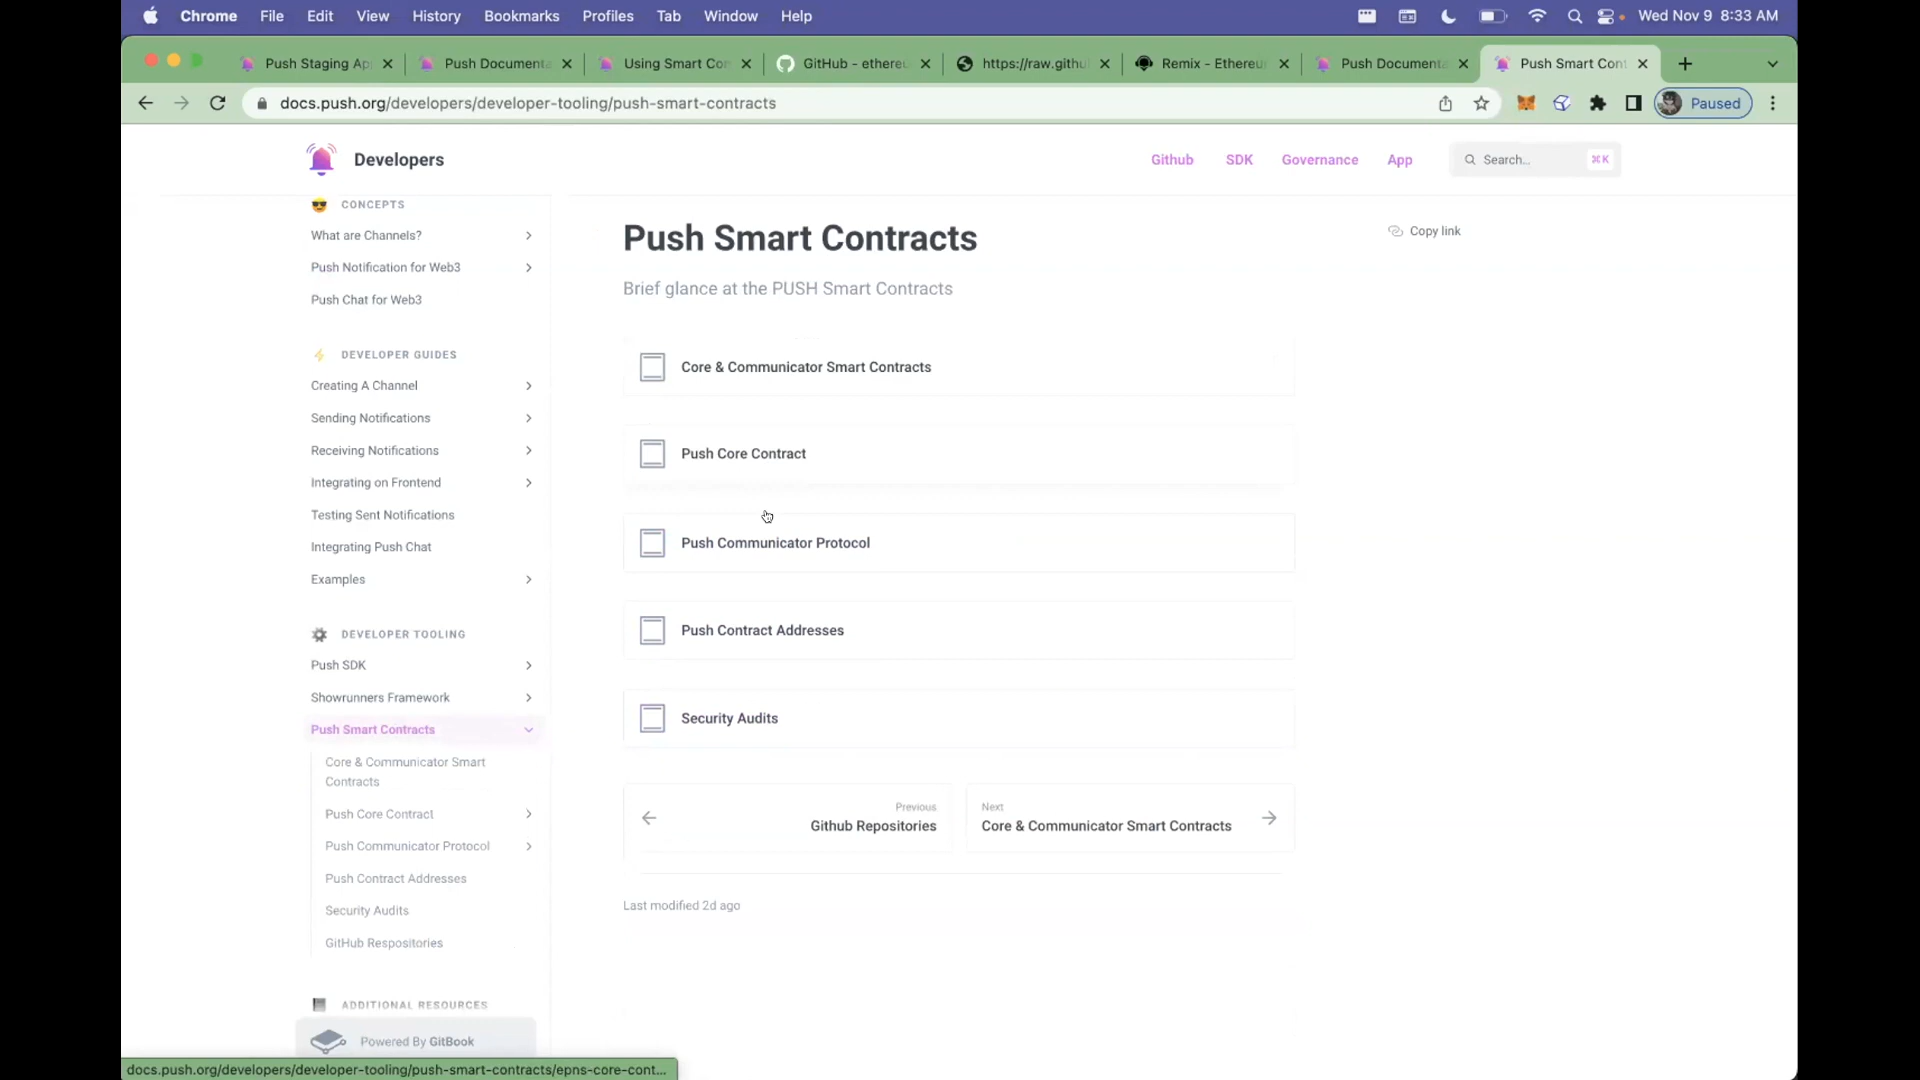 Chrome File Edit View History Bookmarks Profiles Tab Window Help Wed Nov 9 8:33 AM
Push Staging Ap Push Documenta Using Smart Con GitHub - ethereu https://raw.githu Remix - Ethereu Push Documenta Push Smart Cont
docs.push.org/developers/developer-tooling/push-smart-contracts Paused
Developers Github SDK Governance App Search... ⌘K
CONCEPTS
What are Channels?
Push Notification for Web3
Push Chat for Web3
DEVELOPER GUIDES
Creating A Channel
Sending Notifications
Receiving Notifications
Integrating on Frontend
Testing Sent Notifications
Integrating Push Chat
Examples
DEVELOPER TOOLING
Push SDK
Showrunners Framework
Push Smart Contracts
Core & Communicator Smart
Contracts
Push Core Contract
Push Communicator Protocol
Push Contract Addresses
Security Audits
GitHub Respositories
ADDITIONAL RESOURCES
Powered By GitBook
Push Smart Contracts
Copy link
Brief glance at the PUSH Smart Contracts
Core & Communicator Smart Contracts
Push Core Contract
Push Communicator Protocol
Push Contract Addresses
Security Audits
Previous
Github Repositories
Next
Core & Communicator Smart Contracts
Last modified 2d ago
docs.push.org/developers/developer-tooling/push-smart-contracts/epns-core-cont...